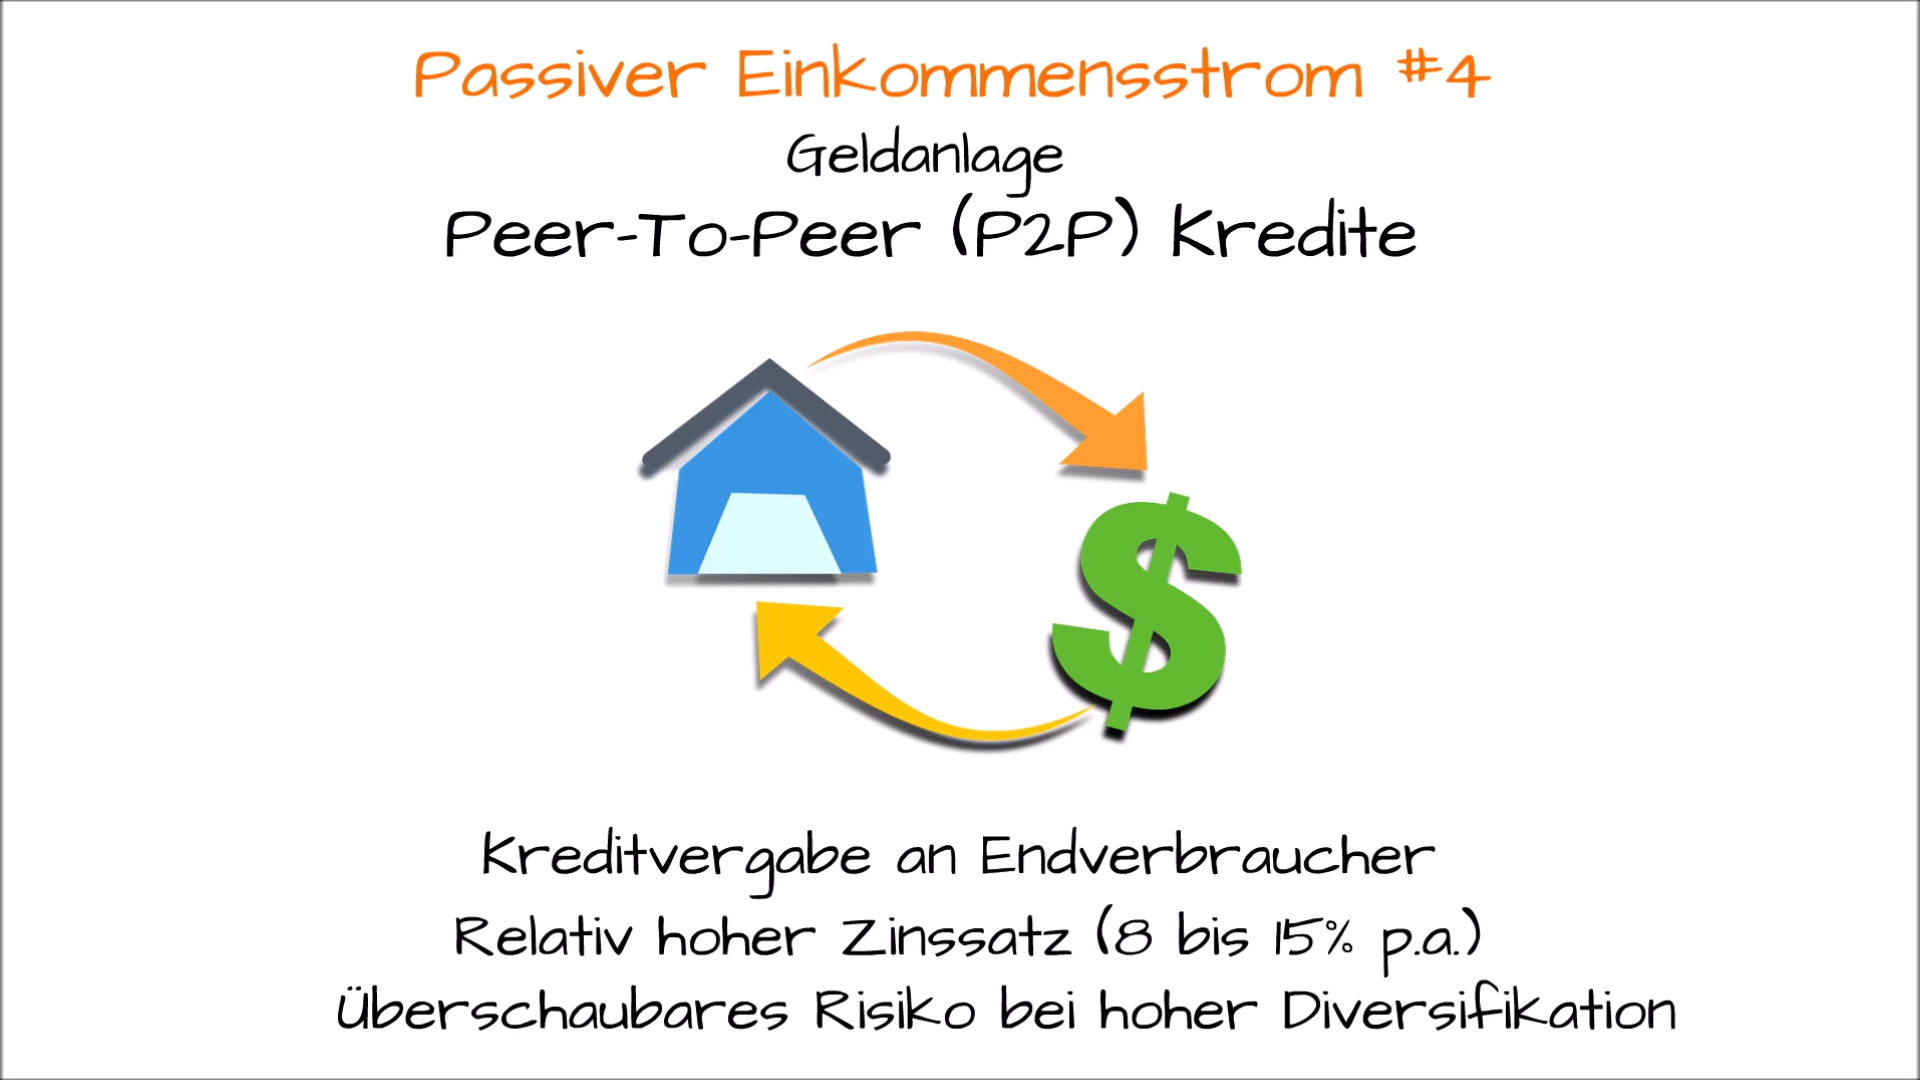 Passiver Einkommensstrom #4
Geldanlage
Peer-To-Peer (P2P) Kredite
$
Kreditvergabe an Endverbraucher
Relativ hoher Zinssatz (8 bis 15% p.a.)
Überschaubares Risiko bei hoher Diversifikation